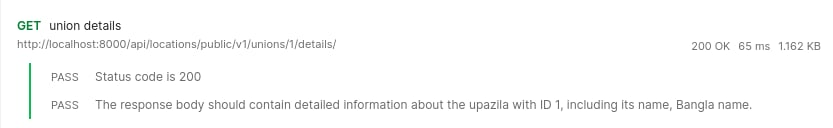 GET union details
http://localhost:8000/api/locations/public/v1/unions/1/details/ 200 OK 65 ms 1.162 KB
PASS Status code is 200
PASS The response body should contain detailed information about the upazila with ID 1, including its name, Bangla name.